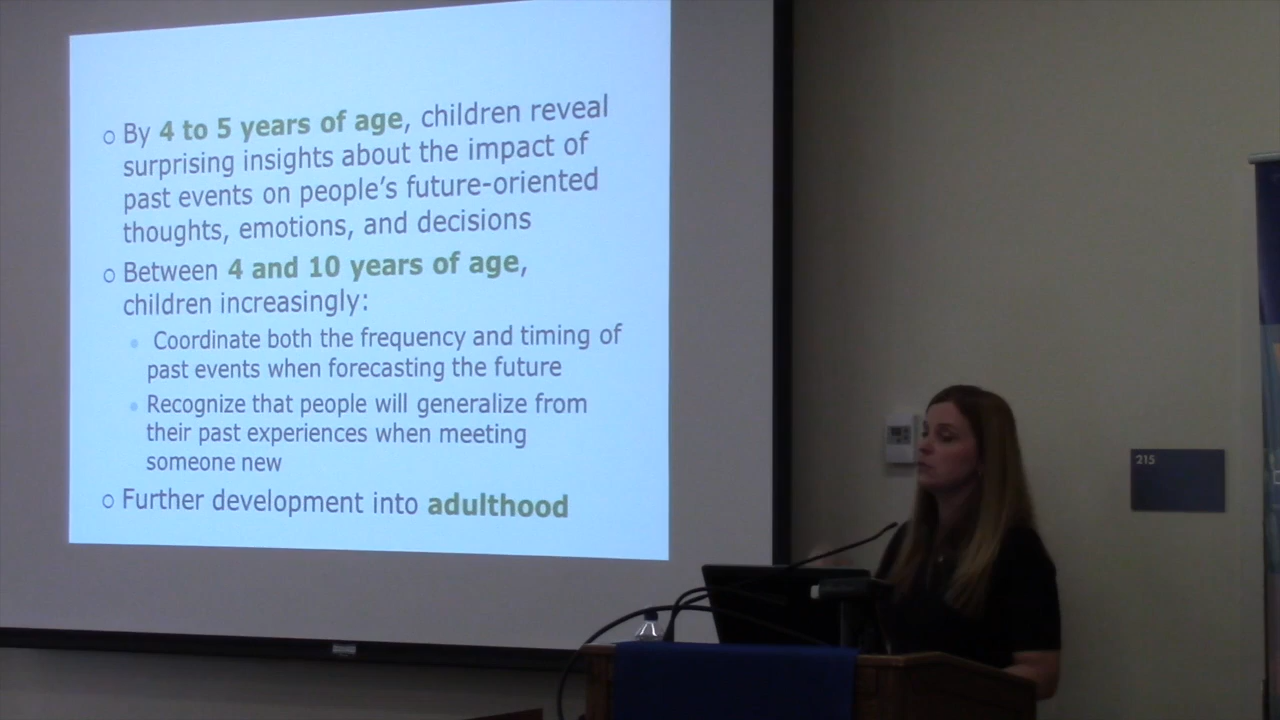 o By 4 to 5 years of age, children reveal
surprising insights about the impact of
past events on people's future-oriented
thoughts, emotions, and decisions
o Between 4 and 10 years of age,
children increasingly:
• Coordinate both the frequency and timing of
past events when forecasting the future
• Recognize that people will generalize from
their past experiences when meeting
someone new
o Further development into adulthood
215